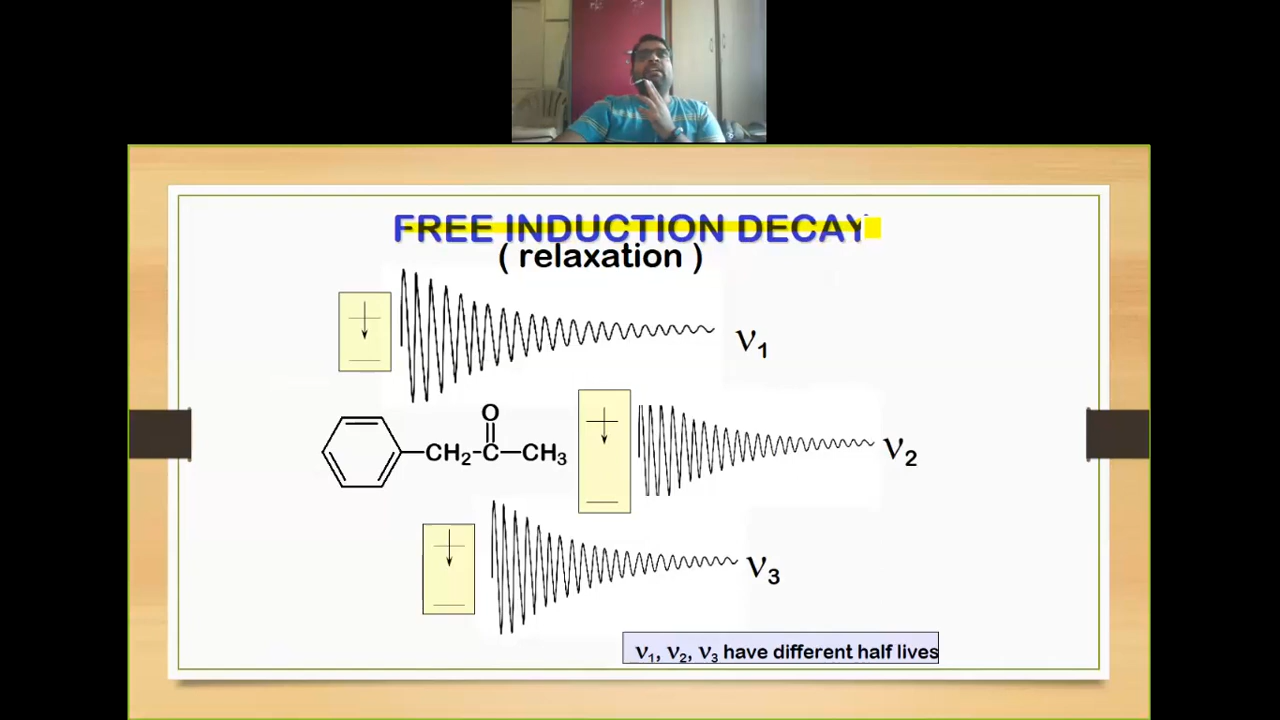 FREE INDUCTION DECAY
( relaxation )
ν1
O
CH2-C-CH3
ν2
ν3
ν1, ν2, ν3 have different half lives